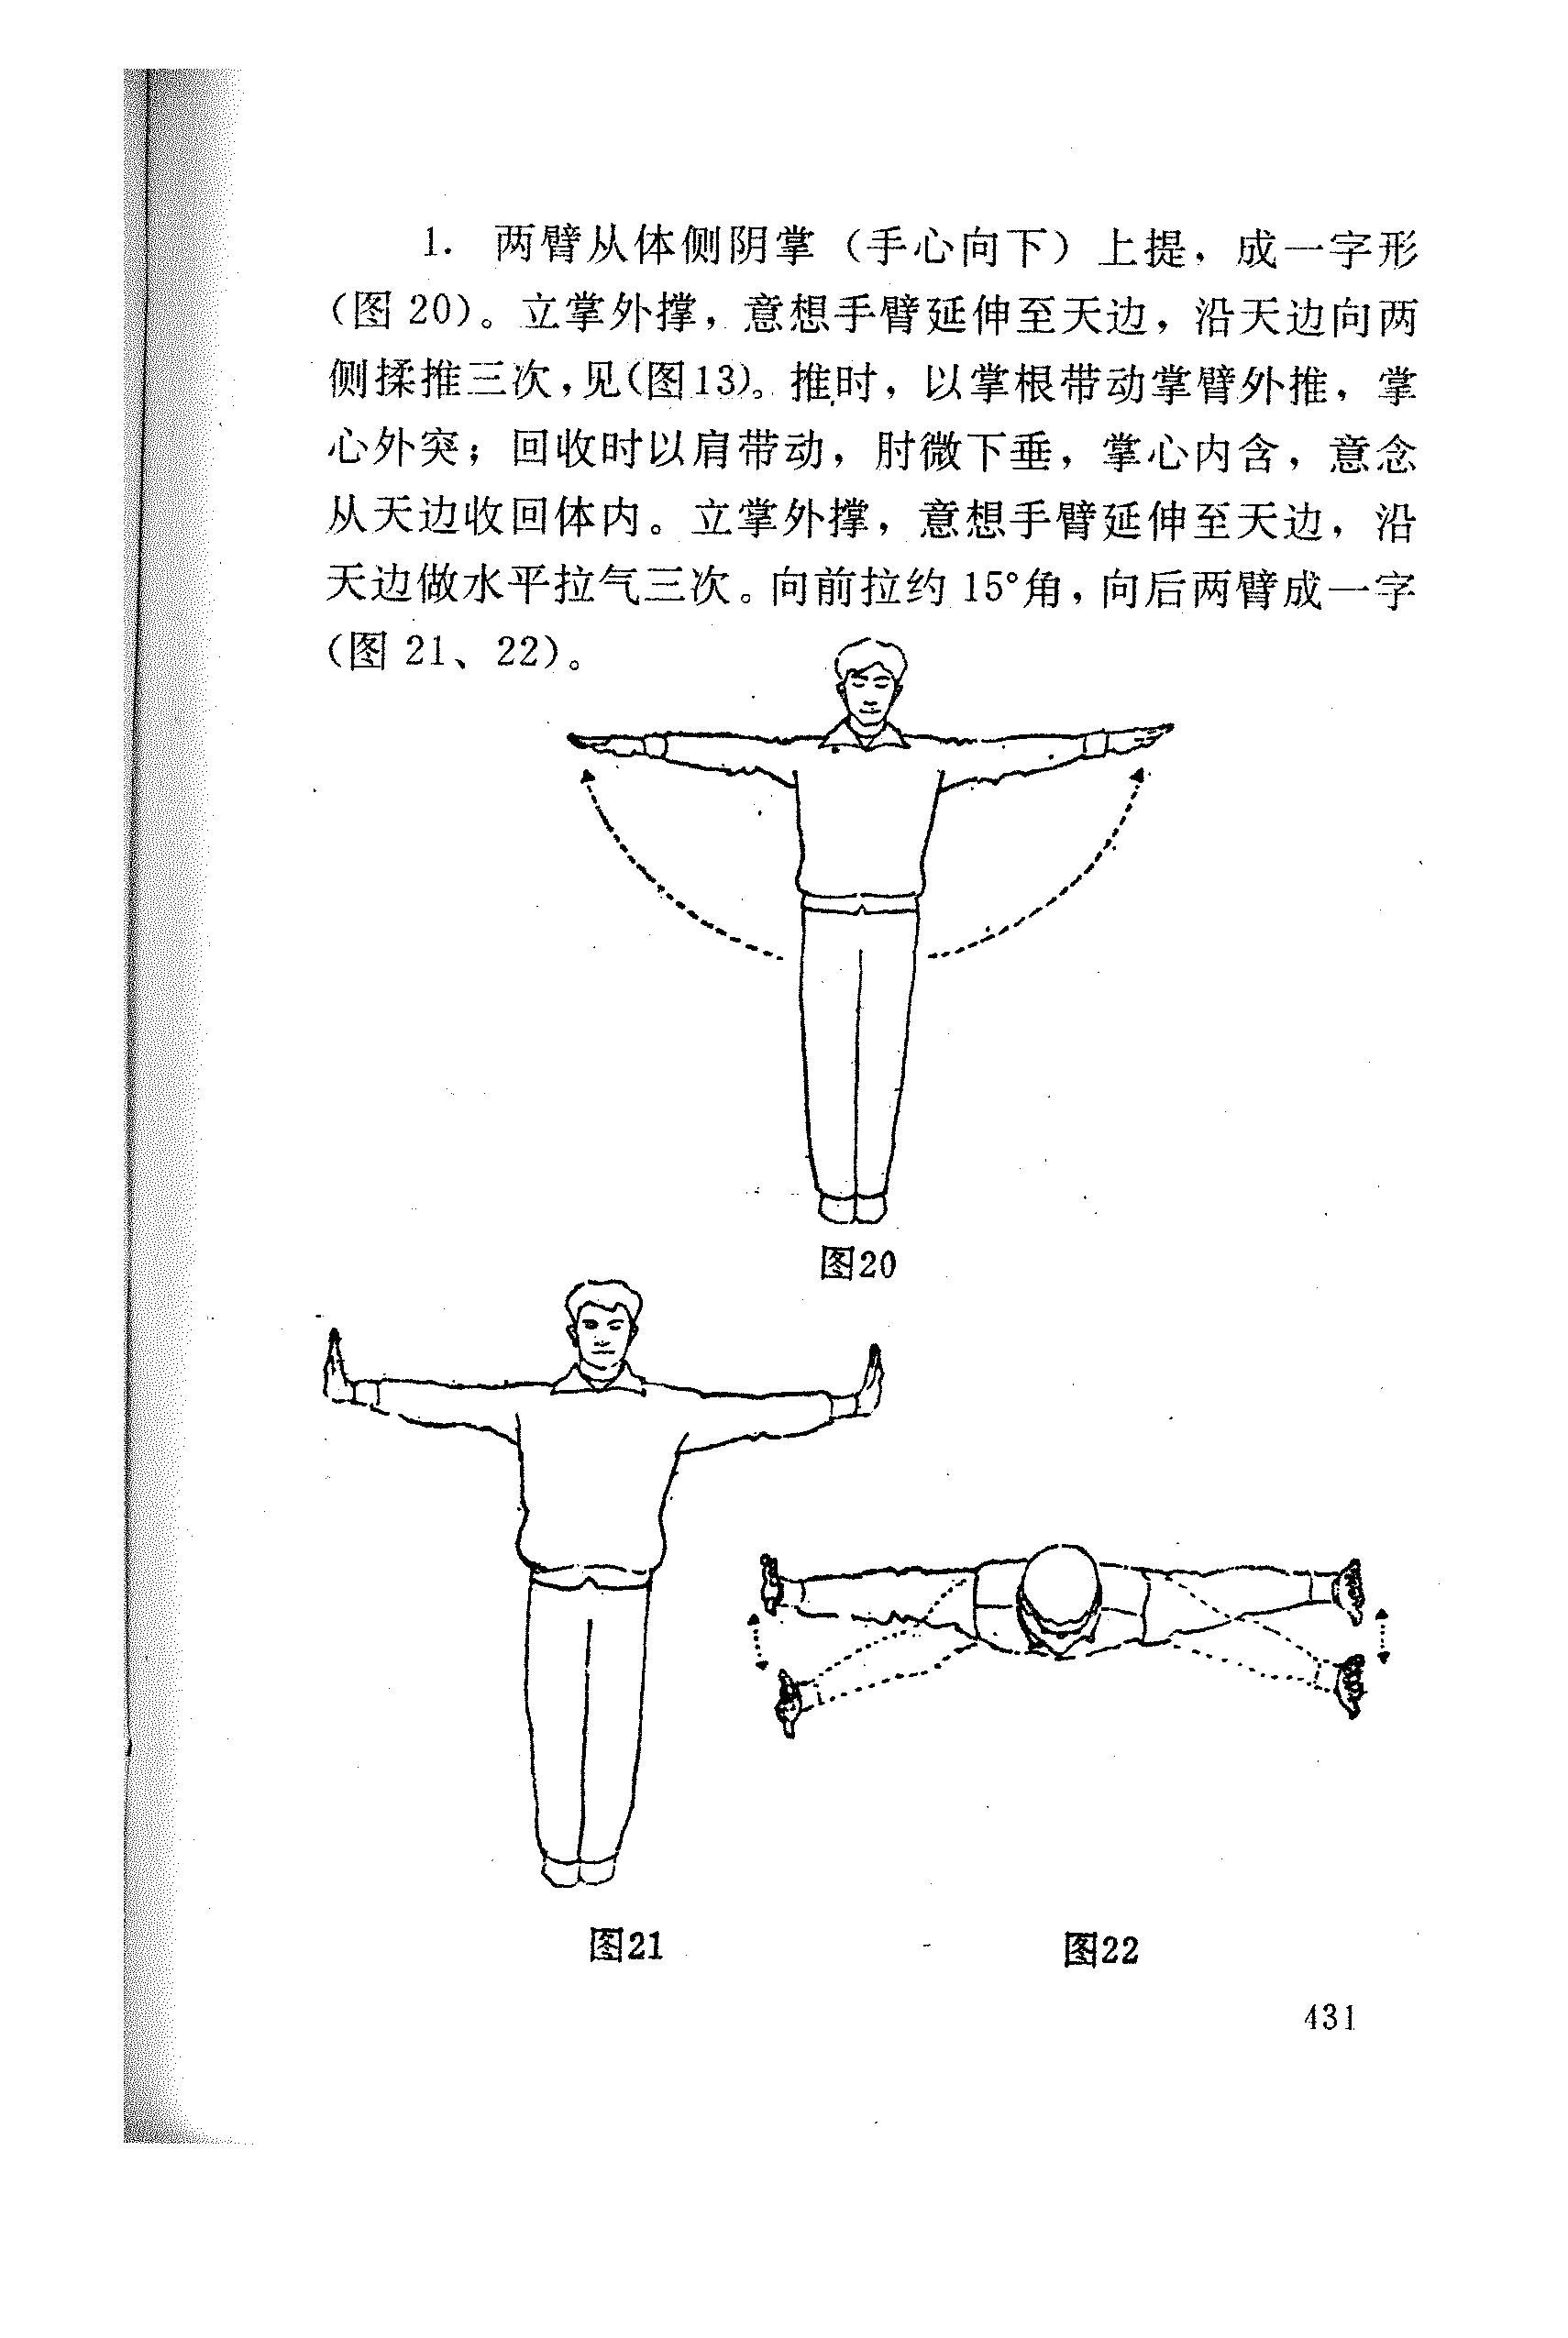 1. 两臂从体侧阴掌（手心向下）上提，成一字形
（图 20）。立掌外撑，意想手臂延伸至天边，沿天边向两
侧揉推三次，见（图13）。推时，以掌根带动掌臂外推，掌
心外突；回收时以肩带动，肘微下垂，掌心内含，意念
从天边收回体内。立掌外撑，意想手臂延伸至天边，沿
天边做水平拉气三次。向前拉约 15°角，向后两臂成一字
（图 21、22）。
图20
图21
图22
431